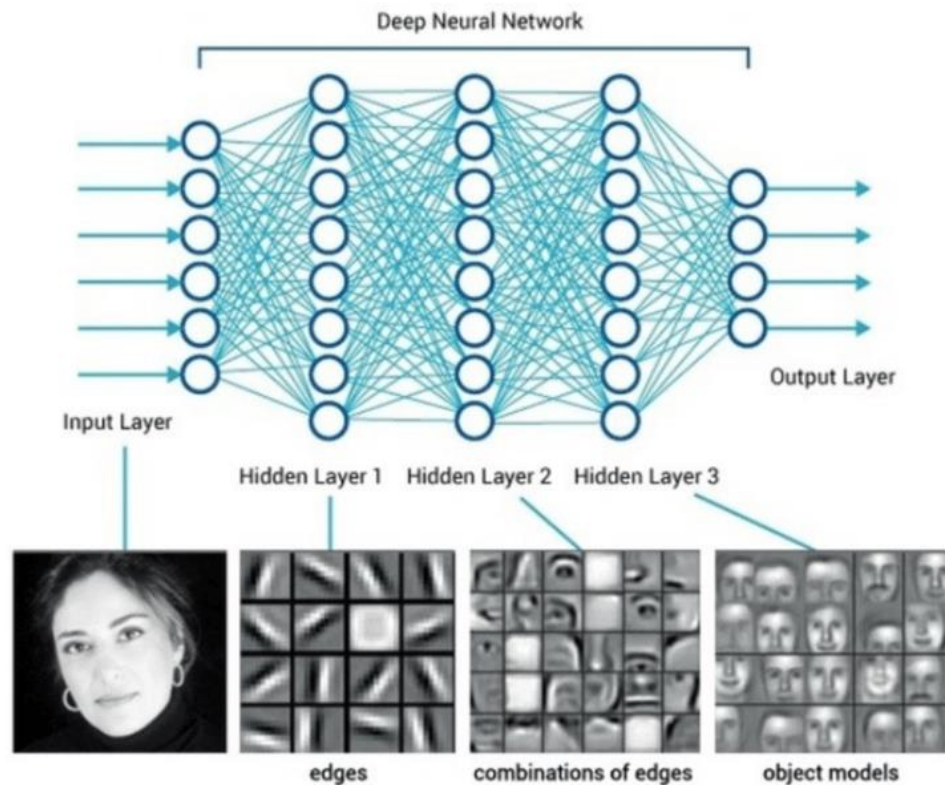 Deep Neural Network
Input Layer
Output Layer
Hidden Layer 1
Hidden Layer 2
Hidden Layer 3
edges
combinations of edges
object models